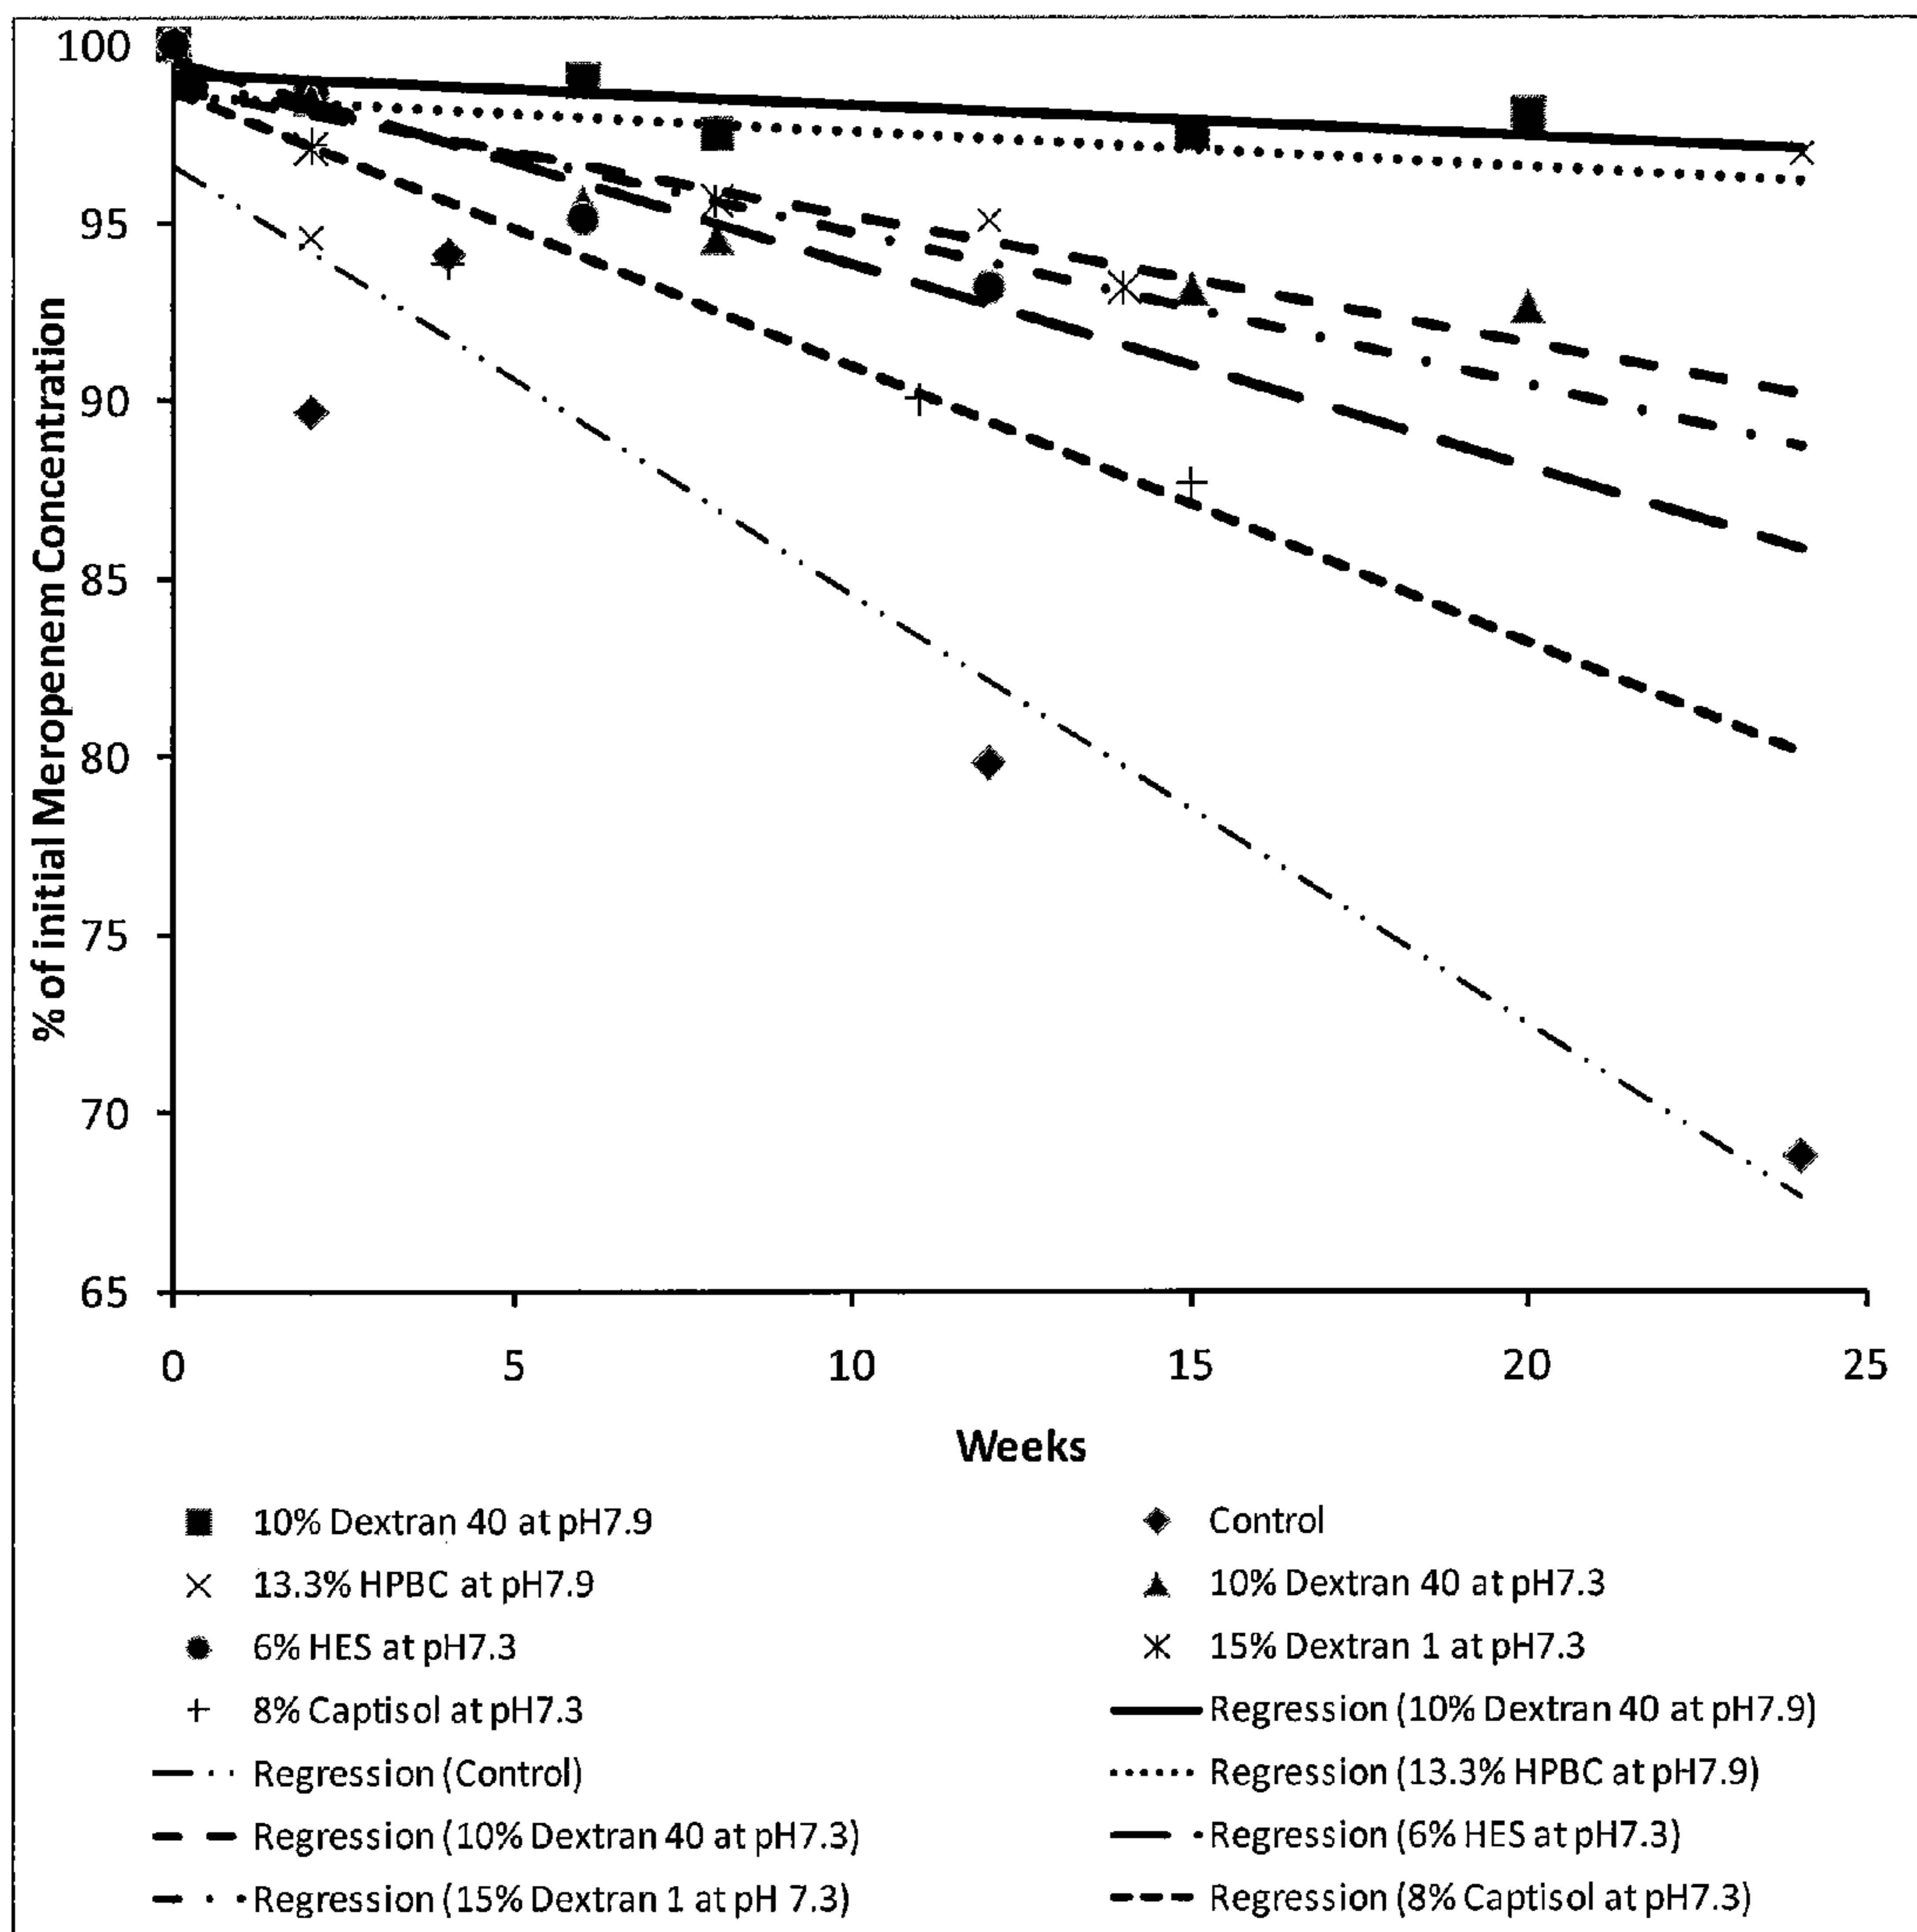 % of initial Meropenem Concentration
100
95
90
85
80
75
70
65
0 5 10 15 20 25
Weeks
10% Dextran 40 at pH7.9
Control
13.3% HPBC at pH7.9
10% Dextran 40 at pH7.3
6% HES at pH7.3
15% Dextran 1 at pH7.3
8% Captisol at pH7.3
Regression (10% Dextran 40 at pH7.9)
Regression (Control)
Regression (13.3% HPBC at pH7.9)
Regression (10% Dextran 40 at pH7.3)
Regression (6% HES at pH7.3)
Regression (15% Dextran 1 at pH 7.3)
Regression (8% Captisol at pH7.3)